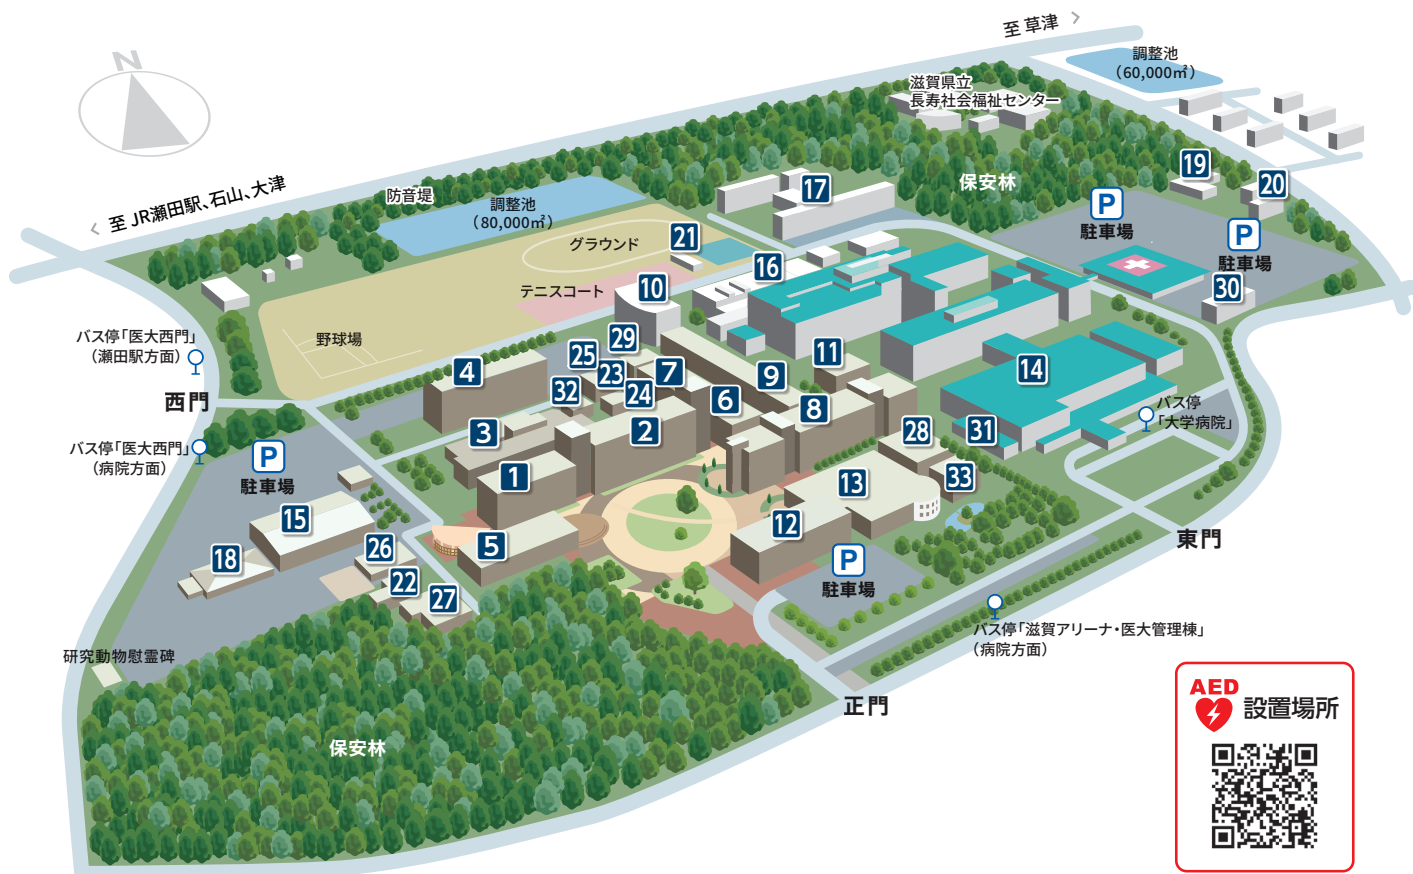 至 草津
調整池
（60,000㎡）
滋賀県立
長寿社会福祉センター
N
19
20
17
保安林
P
駐車場
至 JR瀬田駅、石山、大津
防音堤
調整池
（80,000㎡）
グラウンド
21
P
駐車場
16
30
テニスコート
10
バス停「医大西門」
（瀬田駅方面）
野球場
29
25
11
4
23
7
9
14
32
24
6
西門
8
バス停
「大学病院」
3
2
28
31
バス停「医大西門」
（病院方面）
P
駐車場
1
13
33
15
12
東門
5
26
18
P
駐車場
22
27
バス停「滋賀アリーナ・医大管理棟」
（病院方面）
研究動物慰霊碑
正門
保安林
AED
設置場所